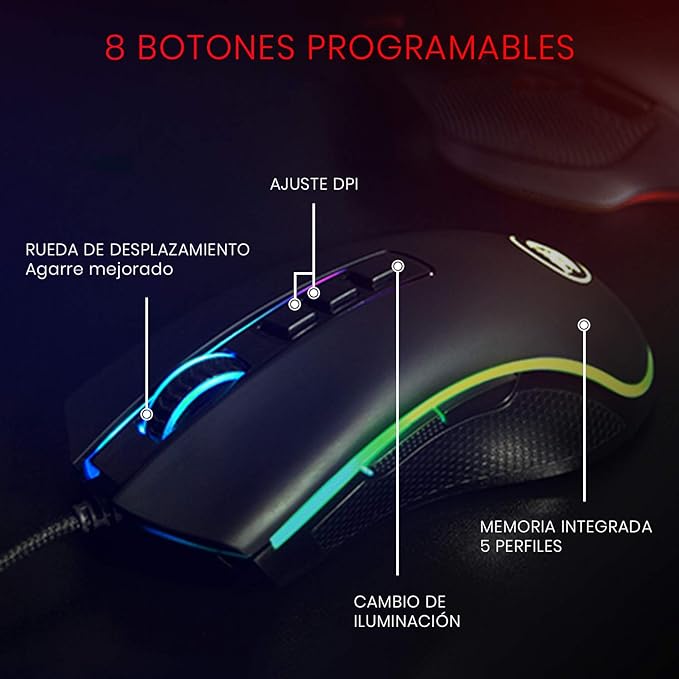 8 BOTONES PROGRAMABLES
AJUSTE DPI
RUEDA DE DESPLAZAMIENTO
Agarre mejorado
MEMORIA INTEGRADA
5 PERFILES
CAMBIO DE
ILUMINACIÓN